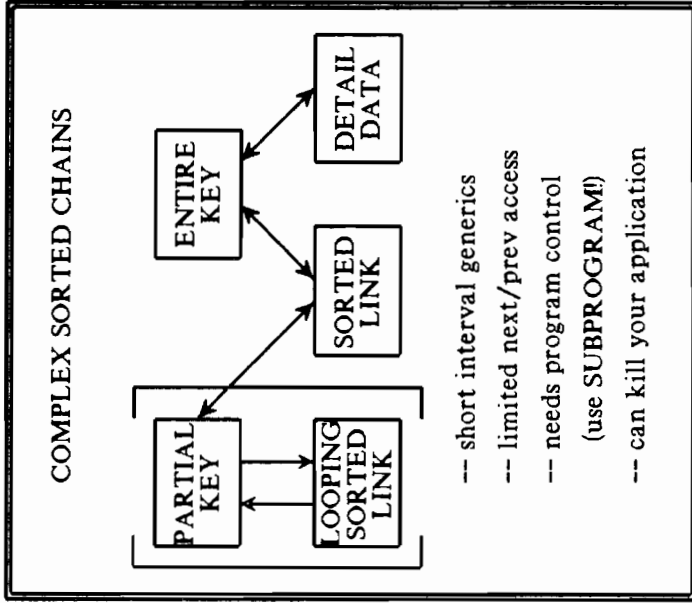 COMPLEX SORTED CHAINS
PARTIAL
KEY
ENTIRE
KEY
LOOPING
SORTED
LINK
SORTED
LINK
DETAIL
DATA
-- short interval generics
-- limited next/prev access
-- needs program control
(use SUBPROGRAM!)
-- can kill your application